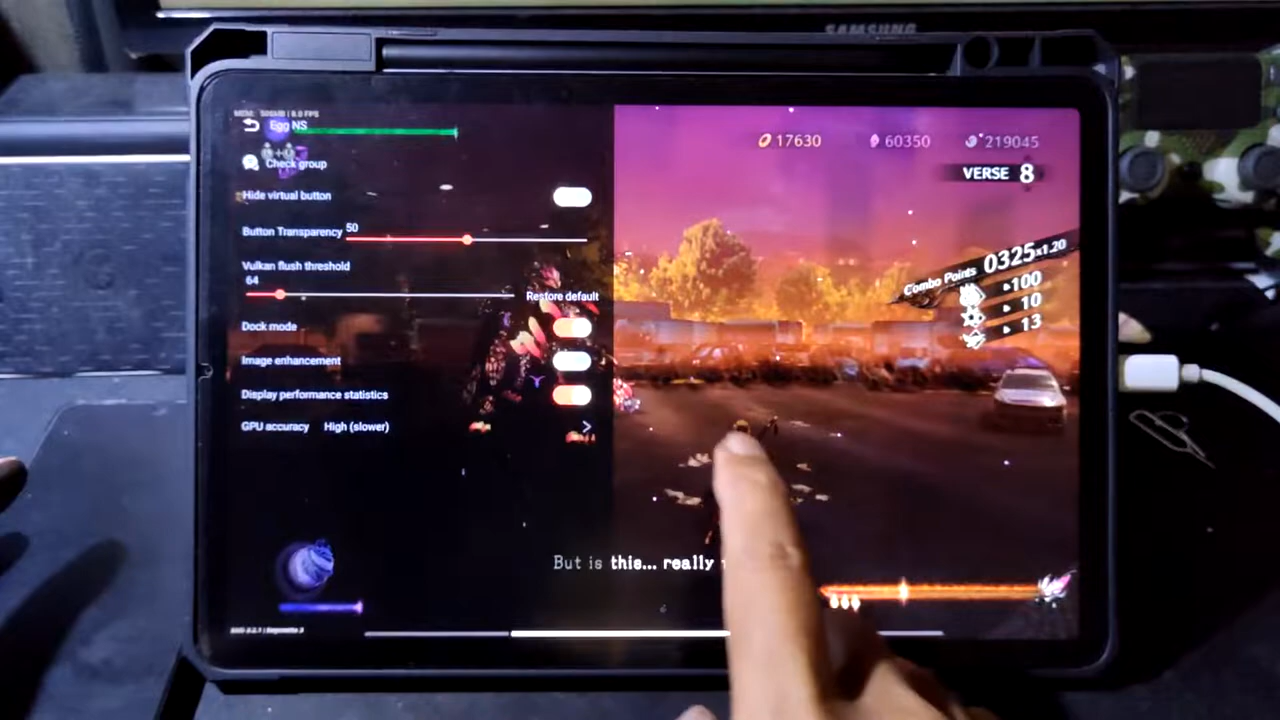 SAMSUNG
Egg NS
17630
60350
219045
Check group
VERSE 8
Hide virtual button
Button Transparency 50
Combo Points 0325x1.20
100
10
13
Vulkan flush threshold
64
Restore default
Dock mode
Image enhancement
Display performance statistics
GPU accuracy High (slower)
But is this... really